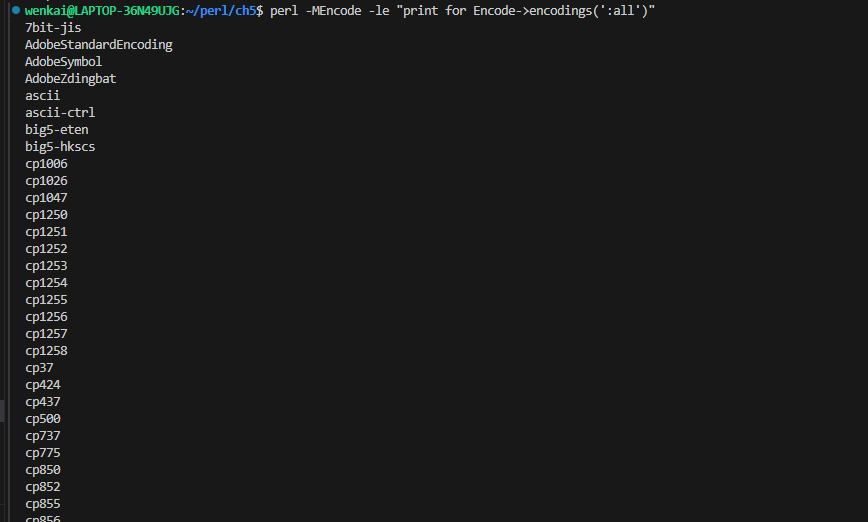 wenkai@LAPTOP-36N49UJG:~/perl/ch5$ perl -MEncode -le "print for Encode->encodings(':all')"
7bit-jis
AdobeStandardEncoding
AdobeSymbol
AdobeZdingbat
ascii
ascii-ctrl
big5-eten
big5-hkscs
cp1006
cp1026
cp1047
cp1250
cp1251
cp1252
cp1253
cp1254
cp1255
cp1256
cp1257
cp1258
cp37
cp424
cp437
cp500
cp737
cp775
cp850
cp852
cp855
cp856